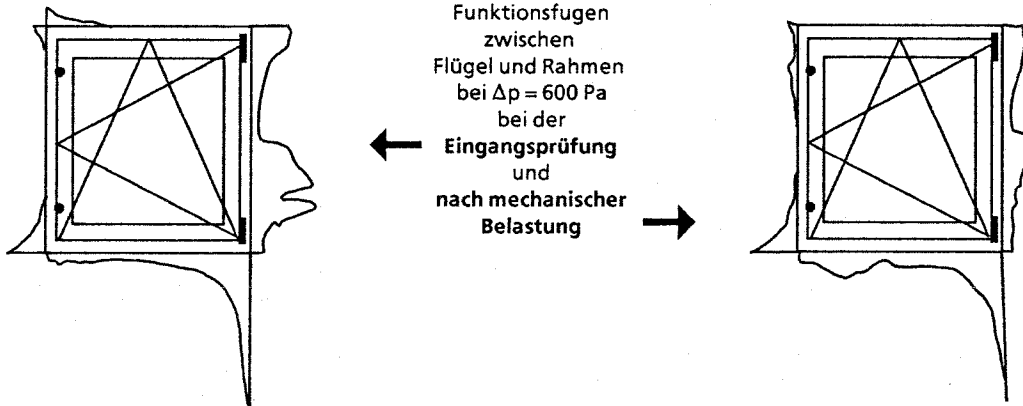 Funktionsfugen
zwischen
Flügel und Rahmen
bei Δp = 600 Pa
bei der
Eingangsprüfung
und
nach mechanischer
Belastung